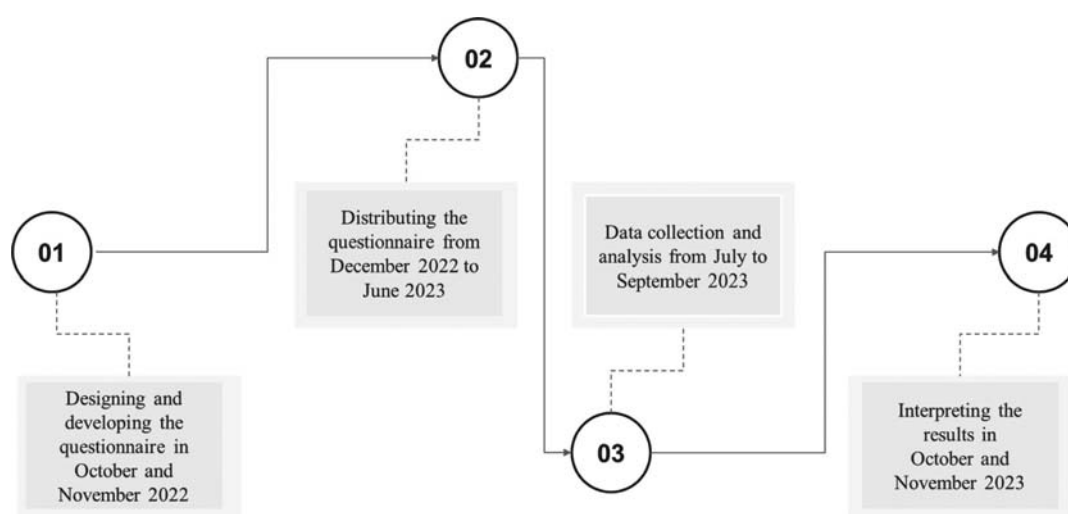 01
Designing and
developing the
questionnaire in
October and
November 2022
02
Distributing the
questionnaire from
December 2022 to
June 2023
03
Data collection and
analysis from July to
September 2023
04
Interpreting the
results in
October and
November 2023